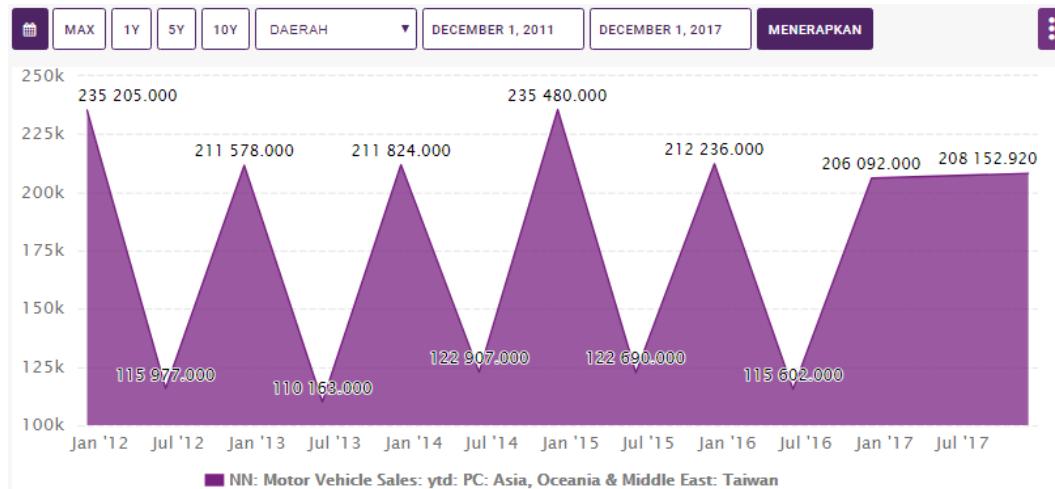 MAX 1Y 5Y 10Y DAERAH DECEMBER 1, 2011 DECEMBER 1, 2017 MENERAPKAN
250k
235 205.000 235 480.000
225k
211 578.000 211 824.000 212 236.000 206 092.000 208 152.920
200k
175k
150k
125k
115 977.000 110 163.000 122 907.000 122 690.000 115 602.000
100k
Jan '12 Jul '12 Jan '13 Jul '13 Jan '14 Jul '14 Jan '15 Jul '15 Jan '16 Jul '16 Jan '17 Jul '17
NN: Motor Vehicle Sales: ytd: PC: Asia, Oceania & Middle East: Taiwan